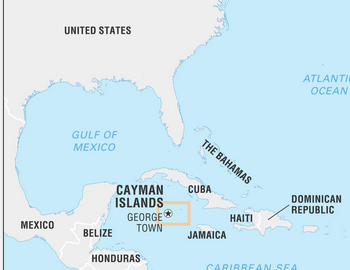 UNITED STATES
ATLANTIC
OCEAN
GULF OF
MEXICO
THE BAHAMAS
CAYMAN
ISLANDS
GEORGE
TOWN
CUBA
DOMINICAN
REPUBLIC
HAITI
MEXICO
BELIZE
JAMAICA
HONDURAS
CARIBBEAN SEA